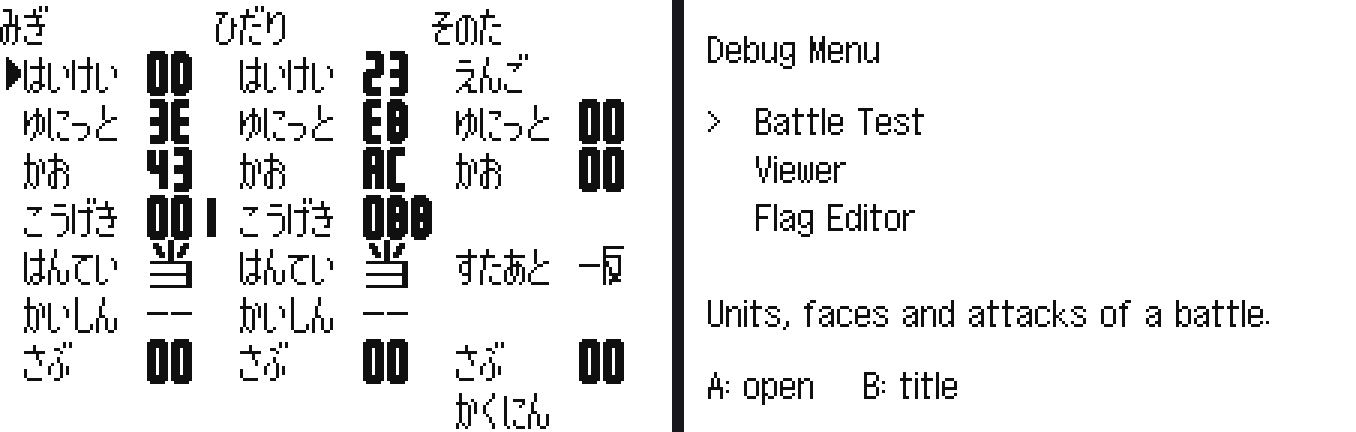 みぎ ひだり そのた
▶はいけい 00 はいけい 23 えんご
ゆにっと 3E ゆにっと E0 ゆにっと 00
かお 43 かお AC かお 00
こうげき 001 こうげき 000
はんてい 当 はんてい 当 すたあと 一回
かいしん -- かいしん --
さぶ 00 さぶ 00 さぶ 00
かくにん
Debug Menu
> Battle Test
Viewer
Flag Editor
Units, faces and attacks of a battle.
A: open B: title